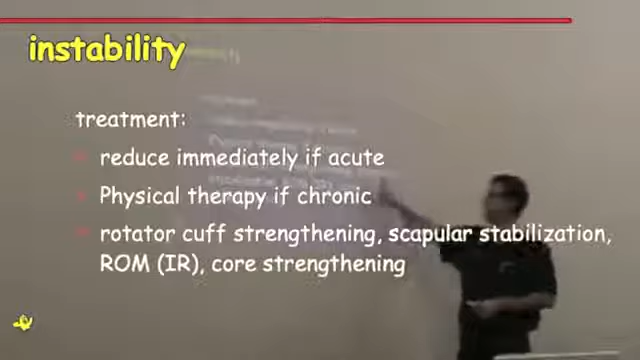 instability
treatment:
reduce immediately if acute
Physical therapy if chronic
rotator cuff strengthening, scapular stabilization,
ROM (IR), core strengthening